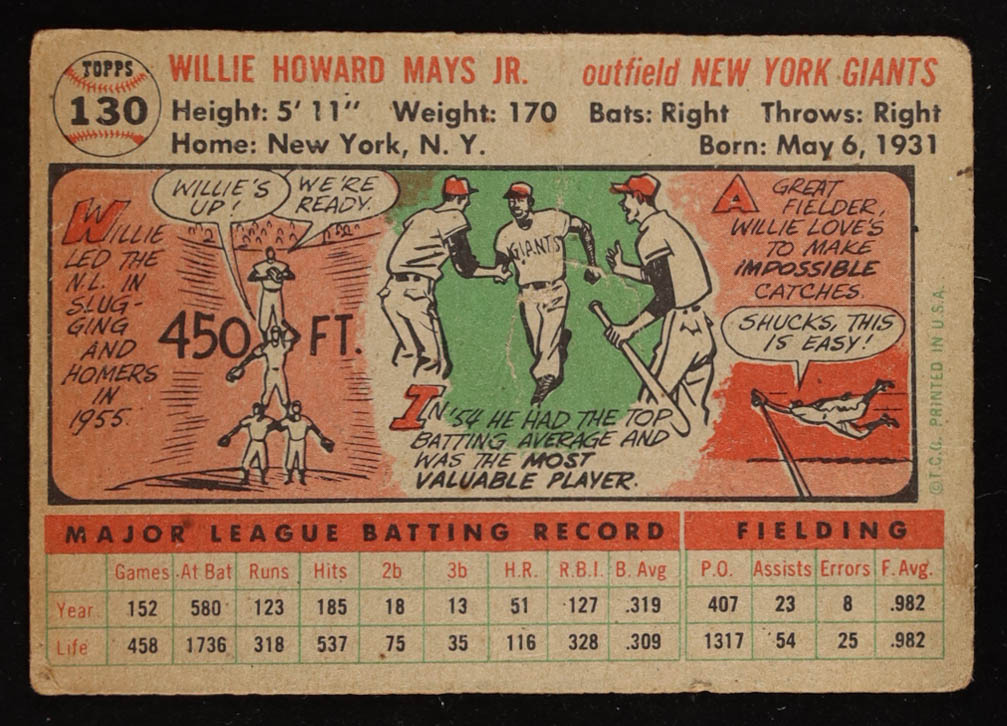 TOPPS
130
WILLIE HOWARD MAYS JR. outfield NEW YORK GIANTS
Height: 5' 11" Weight: 170 Bats: Right Throws: Right
Home: New York, N. Y. Born: May 6, 1931
WILLIE
LED THE
N.L. IN
SLUG-
GING
AND
HOMERS
IN
1955.
WILLIE'S
UP!
WE'RE
READY.
450 FT.
GIANTS
IN '54 HE HAD THE TOP
BATTING AVERAGE AND
WAS THE MOST
VALUABLE PLAYER.
A GREAT
FIELDER,
WILLIE LOVE'S
TO MAKE
IMPOSSIBLE
CATCHES.
SHUCKS, THIS
IS EASY!
©T.C.G. PRINTED IN U.S.A.
MAJOR LEAGUE BATTING RECORD FIELDING
Games At Bat Runs Hits 2b 3b H.R. R.B.I. B. Avg P.O. Assists Errors F. Avg.
Year 152 580 123 185 18 13 51 127 .319 407 23 8 .982
Life 458 1736 318 537 75 35 116 328 .309 1317 54 25 .982